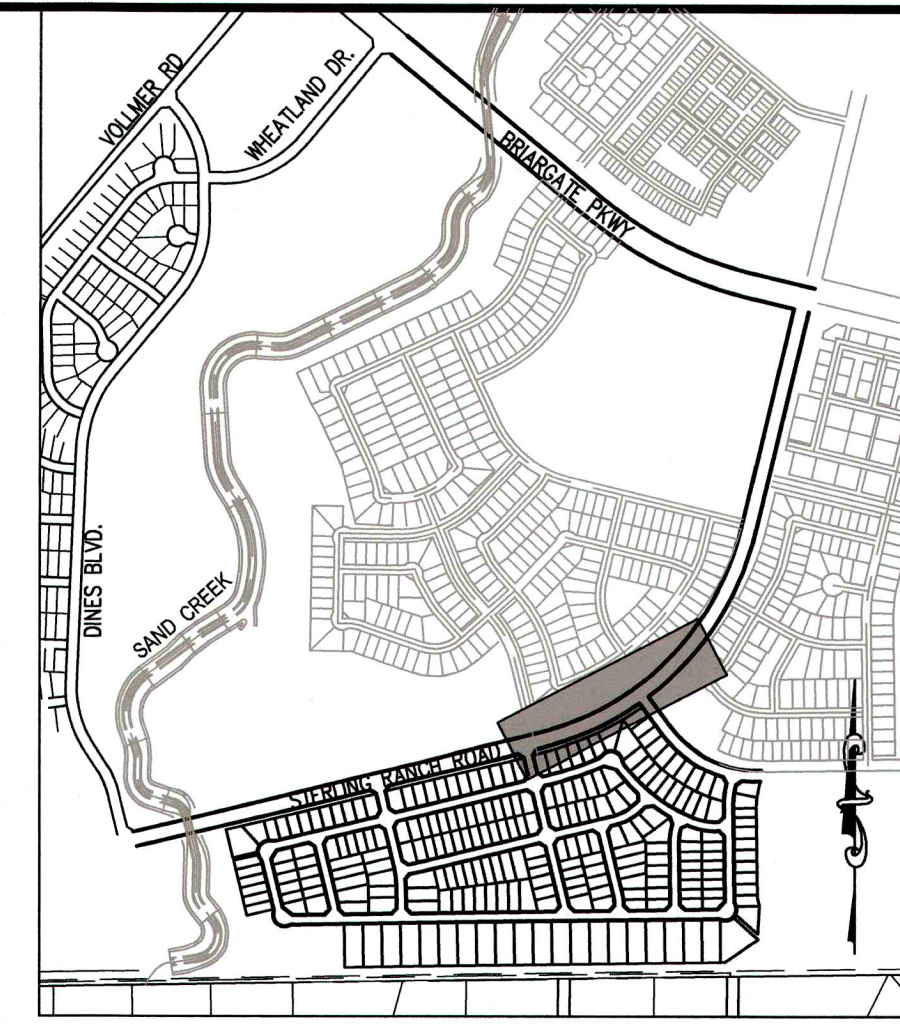 VOLLMER RD
WHEATLAND DR.
BRIARGATE PKWY
DINES BLVD.
SAND CREEK
STERLING RANCH ROAD